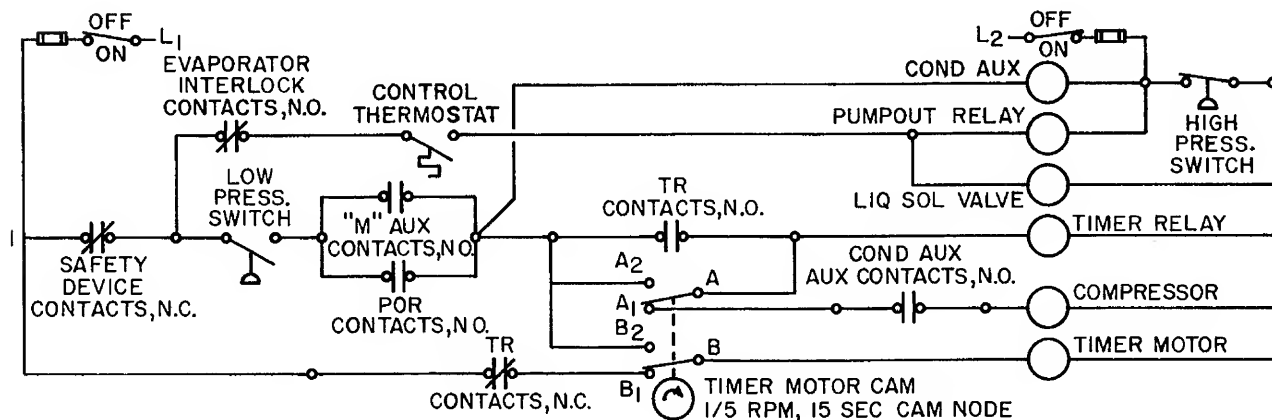 OFF
ON
L1
EVAPORATOR
INTERLOCK
CONTACTS,N.O.
CONTROL
THERMOSTAT
OFF
L2
ON
COND AUX
PUMPOUT RELAY
HIGH
PRESS.
SWITCH
LIQ SOL VALVE
LOW
PRESS.
SWITCH
"M" AUX
CONTACTS,N.O.
TR
CONTACTS,N.O.
TIMER RELAY
1
SAFETY
DEVICE
CONTACTS,N.C.
POR
CONTACTS,N O.
A2
A
A1
COND AUX
AUX CONTACTS,N.O.
COMPRESSOR
B2
B
B1
TIMER MOTOR
TR
CONTACTS,N.C.
TIMER MOTOR CAM
1/5 RPM, 15 SEC CAM NODE